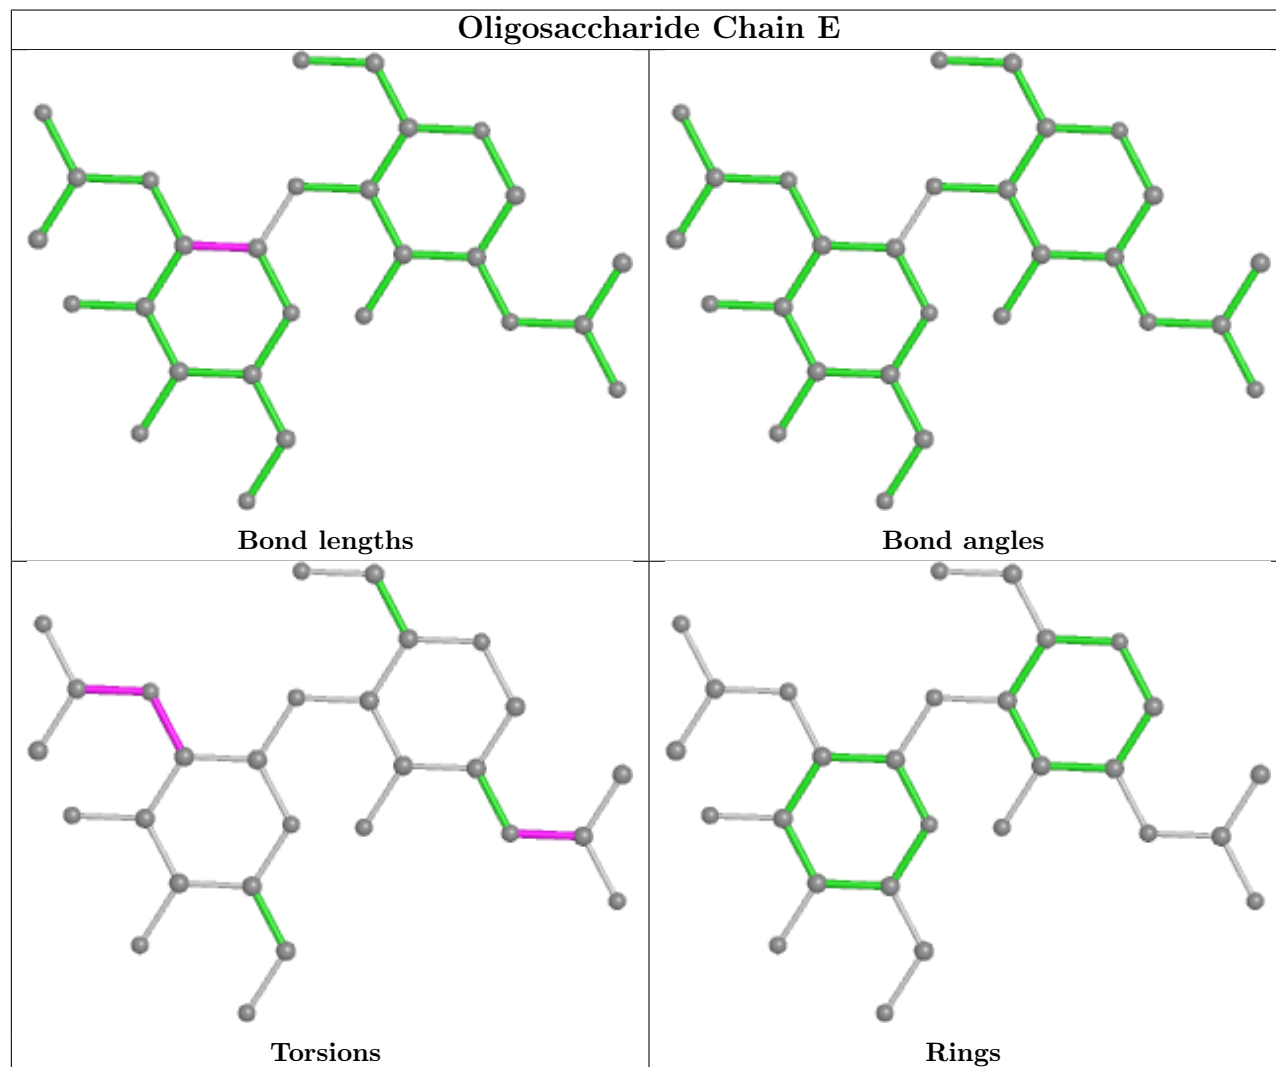 Oligosaccharide Chain E
Bond lengths
Bond angles
Torsions
Rings